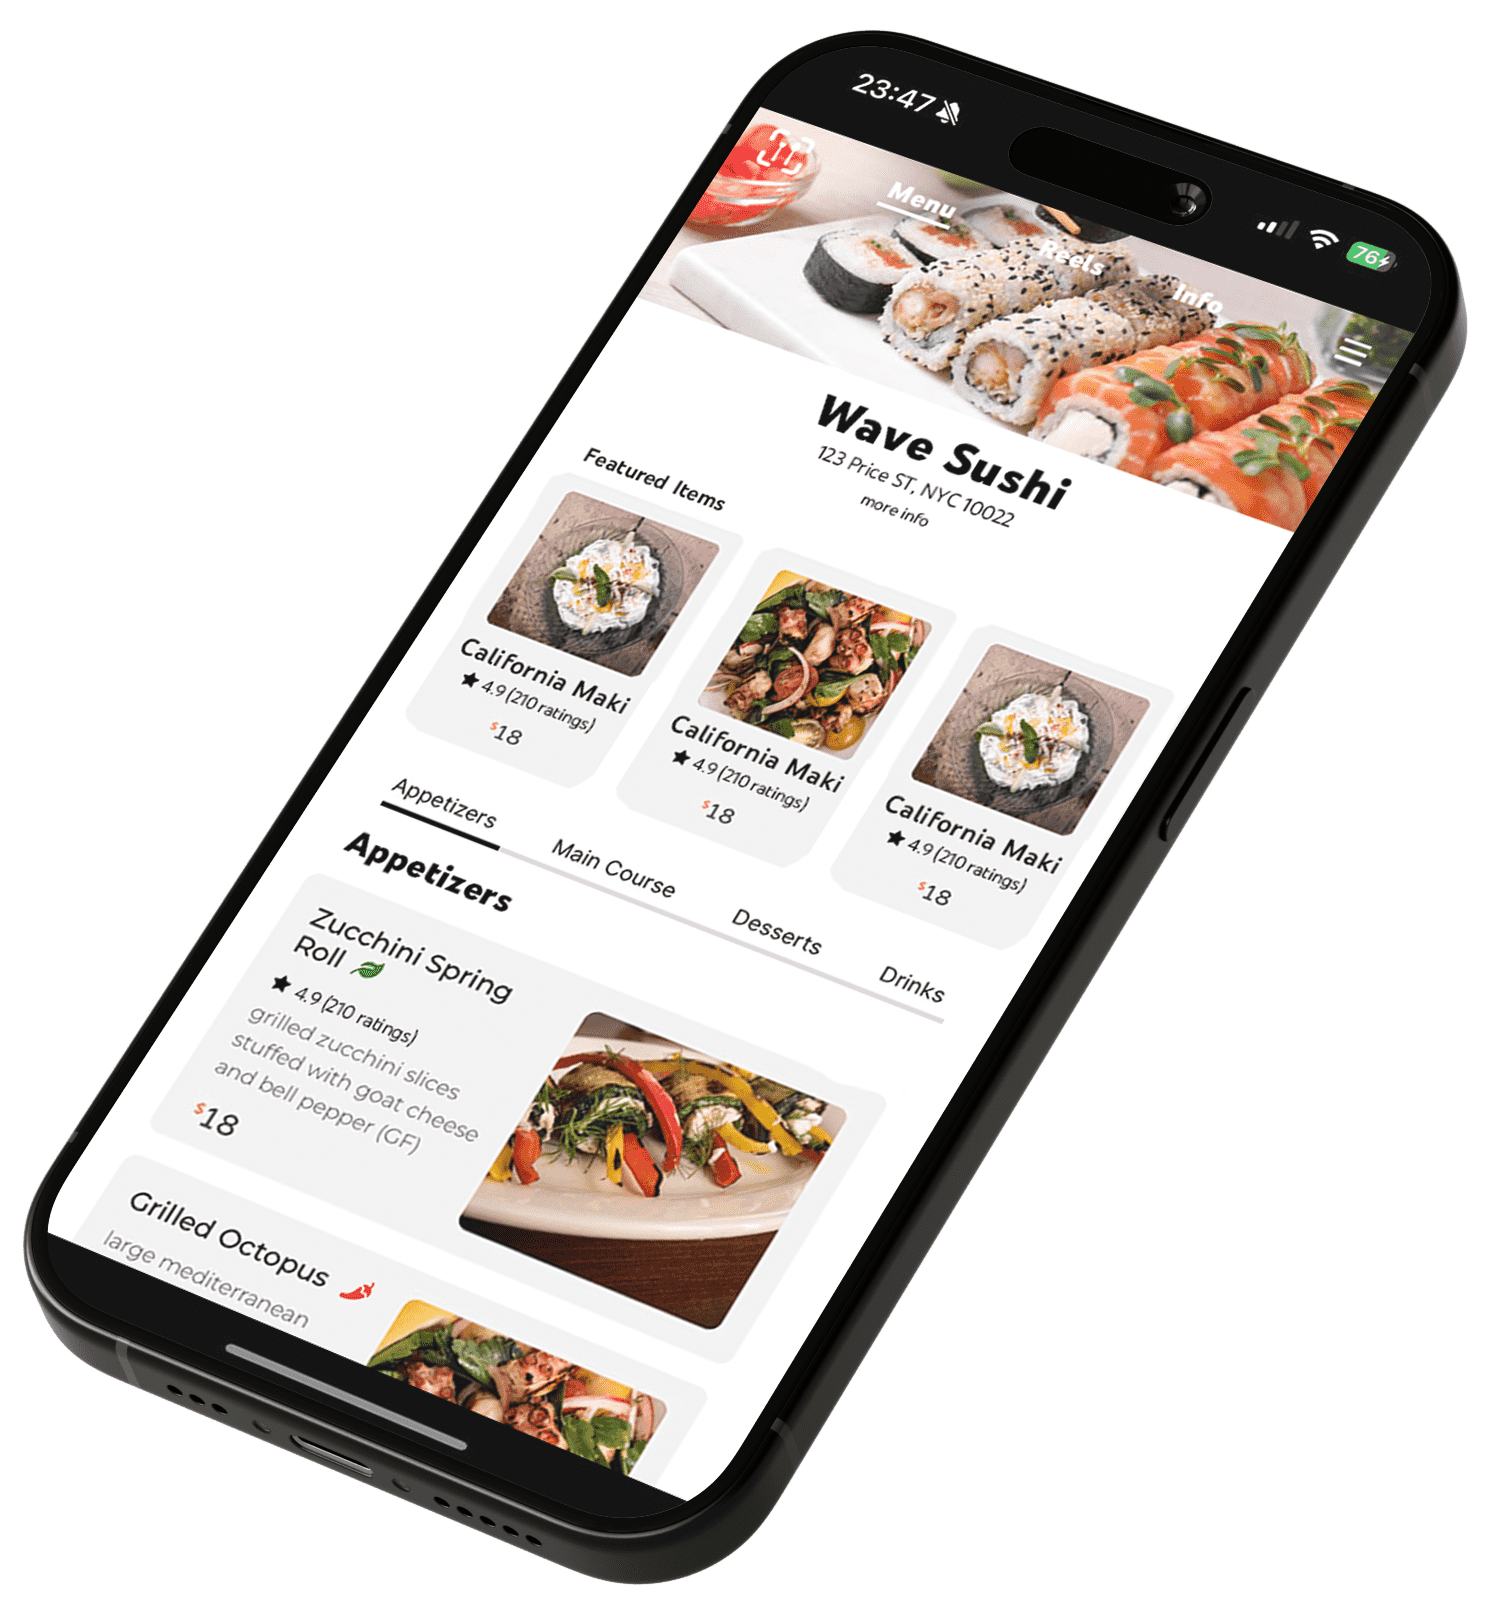 23:47
76
Menu
Reels
Info
Wave Sushi
123 Price ST, NYC 10022
more info
Featured Items
California Maki
4.9 (210 ratings)
$18
California Maki
4.9 (210 ratings)
$18
California Maki
4.9 (210 ratings)
$18
Appetizers
Main Course
Desserts
Drinks
Appetizers
Zucchini Spring
Roll
4.9 (210 ratings)
grilled zucchini slices
stuffed with goat cheese
and bell pepper (GF)
$18
Grilled Octopus
large mediterranean